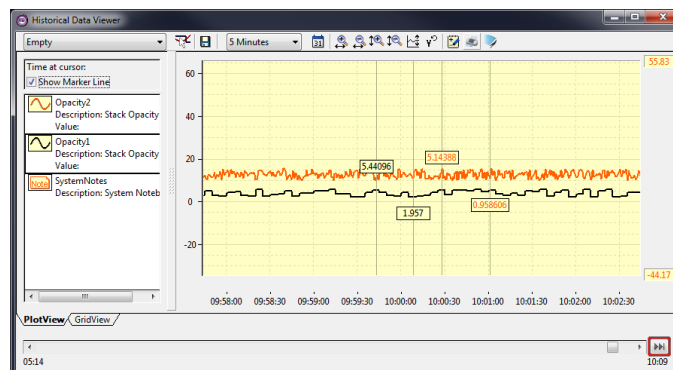 Historical Data Viewer
Empty
5 Minutes
31
Time at cursor:
Show Marker Line
Opacity2
Description: Stack Opacity
Value:
Opacity1
Description: Stack Opacity
Value:
Note
SystemNotes
Description: System Noteb
60
40
20
0
-20
55.83
5.44096
5.14388
1.957
0.958606
-44.17
09:58:00 09:58:30 09:59:00 09:59:30 10:00:00 10:00:30 10:01:00 10:01:30 10:02:00 10:02:30
PlotView GridView
05:14 10:09